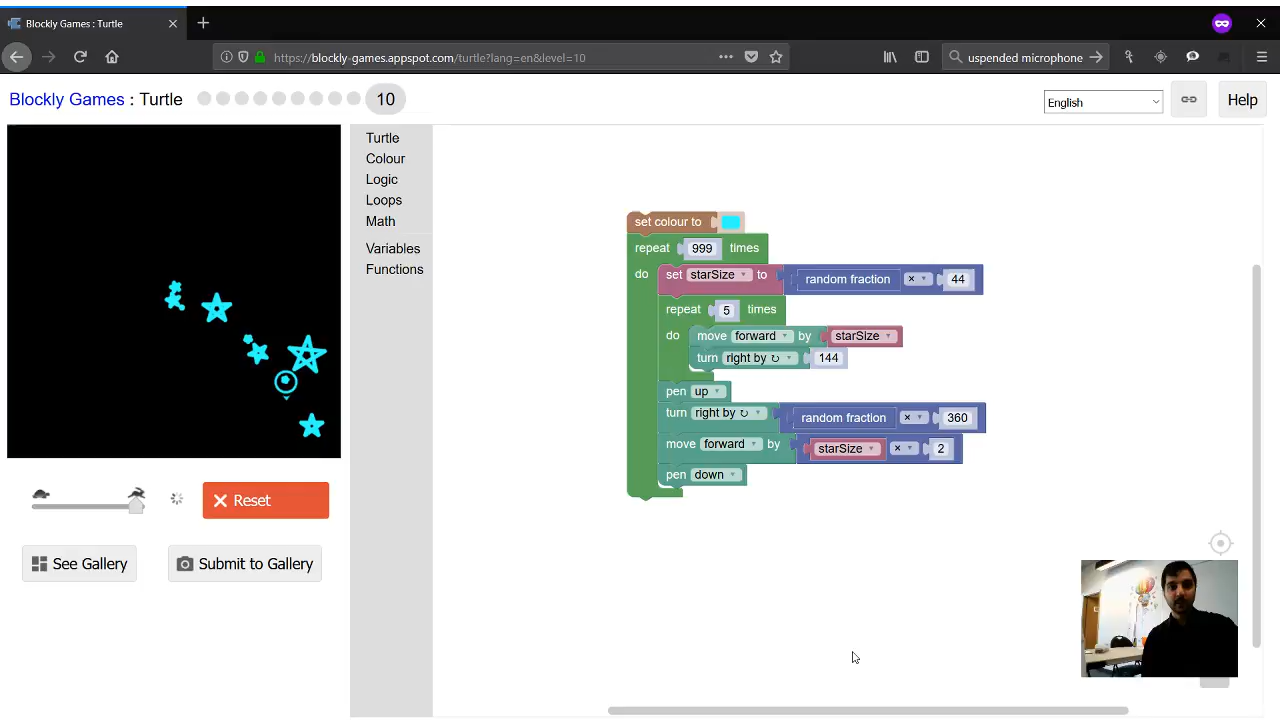 Blockly Games : Turtle
https://blockly-games.appspot.com/turtle?lang=en&level=10
uspended microphone
Blockly Games : Turtle
10
English
Help
Turtle
Colour
Logic
Loops
Math
Variables
Functions
set colour to
repeat 999 times
do set starSize to random fraction × 44
repeat 5 times
do move forward by starSize
turn right by ↻ 144
pen up
turn right by ↻ random fraction × 360
move forward by starSize × 2
pen down
Reset
See Gallery
Submit to Gallery